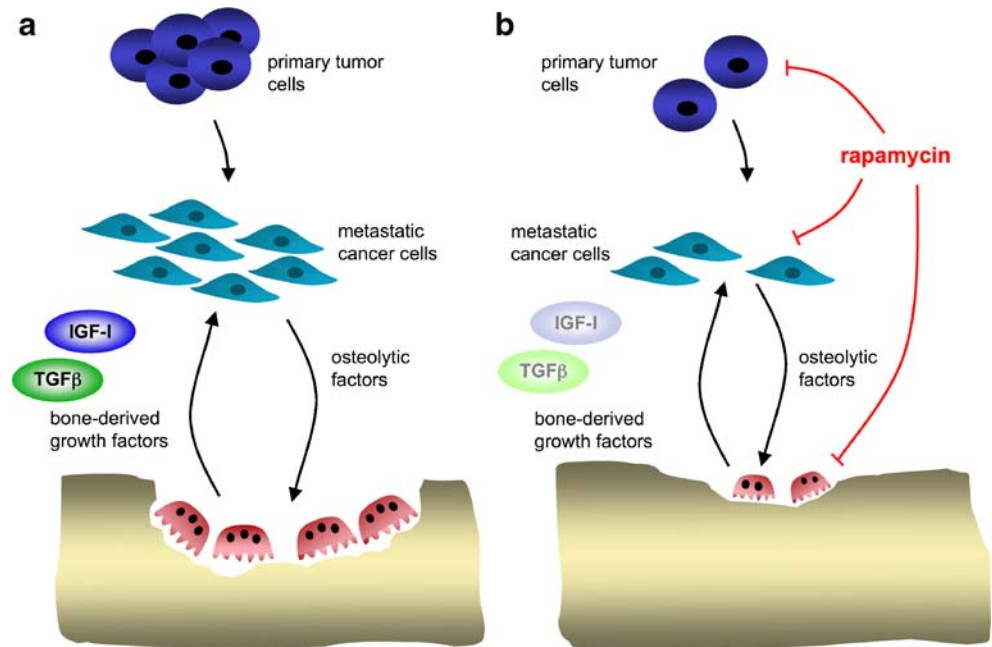 a
primary tumor
cells
metastatic
cancer cells
IGF-I
TGFβ
osteolytic
factors
bone-derived
growth factors
b
primary tumor
cells
rapamycin
metastatic
cancer cells
IGF-I
TGFβ
osteolytic
factors
bone-derived
growth factors